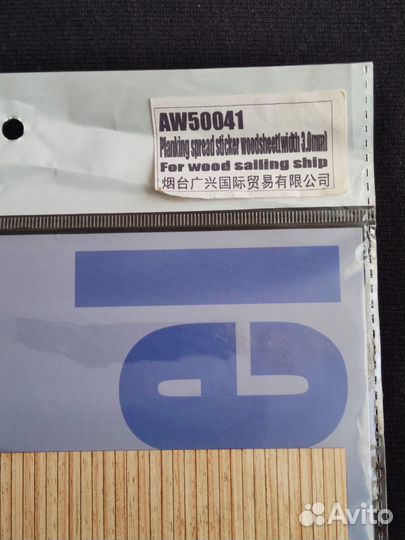 AW50041
Planking spread sticker woodsheet(width 3.0mm)
For wood sailing ship
烟台广兴国际贸易有限公司
el
Avito